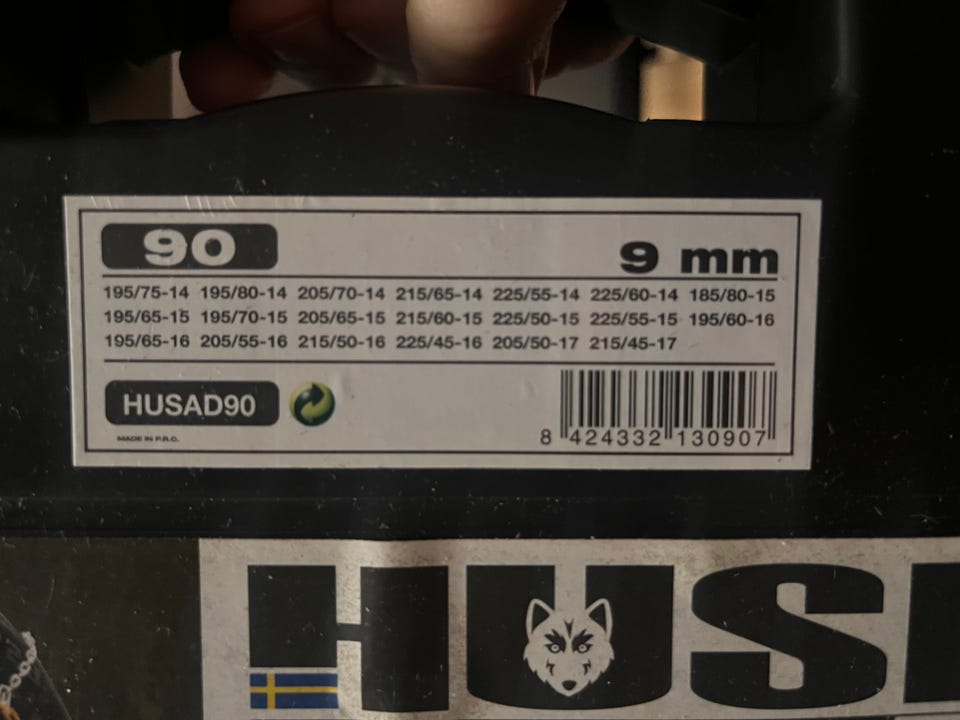 90 9 mm
195/75-14 195/80-14 205/70-14 215/65-14 225/55-14 225/60-14 185/80-15
195/65-15 195/70-15 205/65-15 215/60-15 225/50-15 225/55-15 195/60-16
195/65-16 205/55-16 215/50-16 225/45-16 205/50-17 215/45-17
HUSAD90
MADE IN P.R.C.
8 424332 130907
HUS